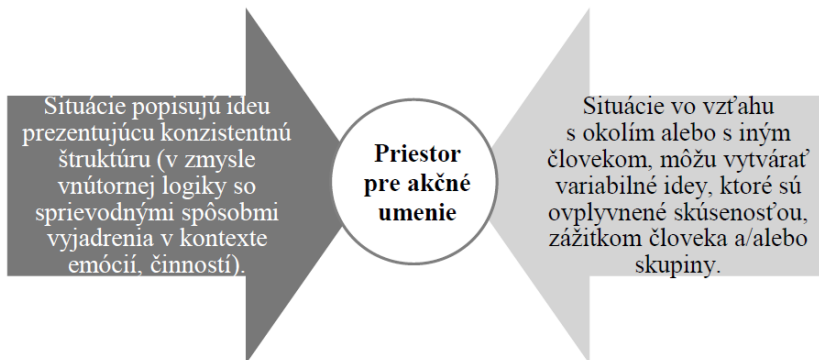 Situácie popisujú ideu
prezentujúcu konzistentnú
štruktúru (v zmysle
vnútornej logiky so
sprievodnými spôsobmi
vyjadrenia v kontexte
emócií, činností).
Priestor
pre akčné
umenie
Situácie vo vzťahu
s okolím alebo s iným
človekom, môžu vytvárať
variabilné idey, ktoré sú
ovplyvnené skúsenosťou,
zážitkom človeka a/alebo
skupiny.